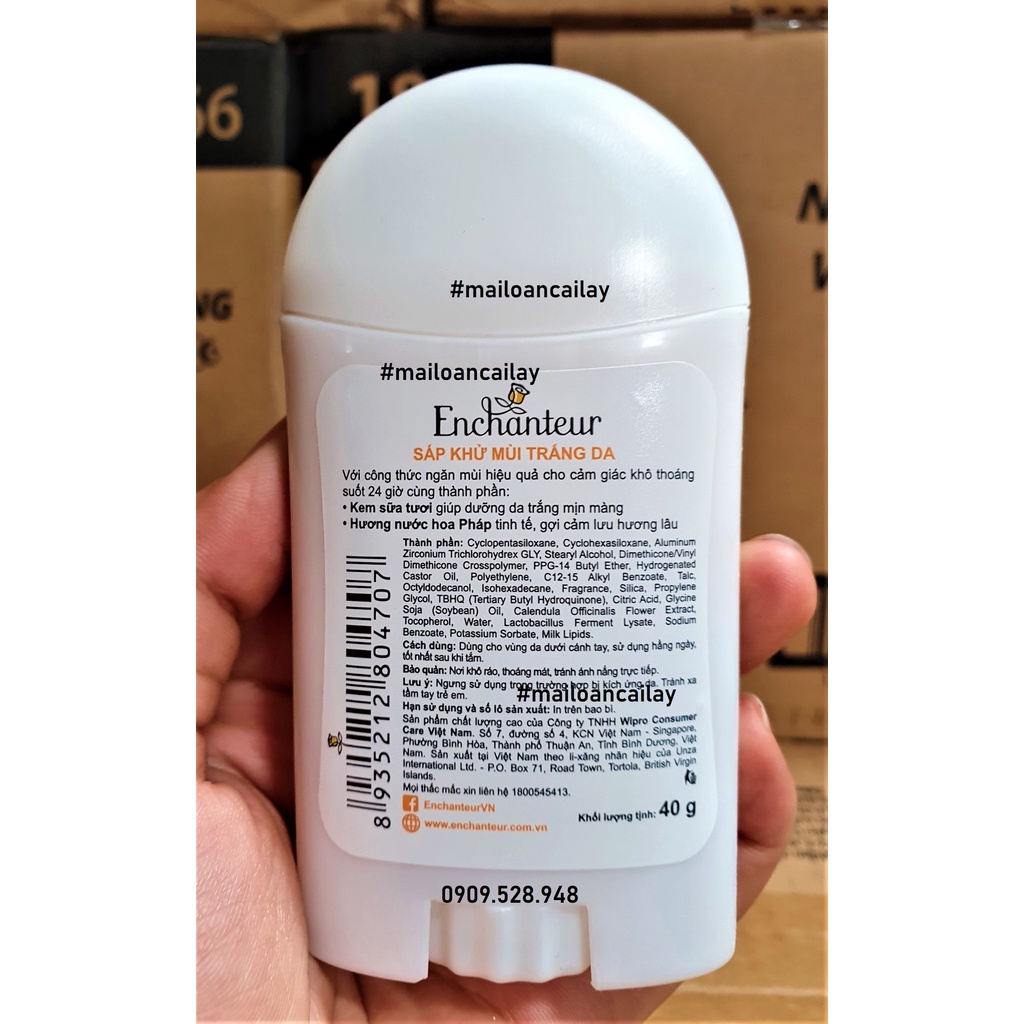 66
18
NG
#mailoancailay
#mailoancailay
Enchanteur
SÁP KHỬ MÙI TRẮNG DA
Với công thức ngăn mùi hiệu quả cho cảm giác khô thoáng
suốt 24 giờ cùng thành phần:
• Kem sữa tươi giúp dưỡng da trắng mịn màng
• Hương nước hoa Pháp tinh tế, gợi cảm lưu hương lâu
Thành phần: Cyclopentasiloxane, Cyclohexasiloxane, Aluminum
Zirconium Trichlorohydrex GLY, Stearyl Alcohol, Dimethicone/Vinyl
Dimethicone Crosspolymer, PPG-14 Butyl Ether, Hydrogenated
Castor Oil, Polyethylene, C12-15 Alkyl Benzoate, Talc,
Octyldodecanol, Isohexadecane, Fragrance, Silica, Propylene
Glycol, TBHQ (Tertiary Butyl Hydroquinone), Citric Acid, Glycine
Soja (Soybean) Oil, Calendula Officinalis Flower Extract,
Tocopherol, Water, Lactobacillus Ferment Lysate, Sodium
Benzoate, Potassium Sorbate, Milk Lipids.
Cách dùng: Dùng cho vùng da dưới cánh tay, sử dụng hằng ngày,
tốt nhất sau khi tắm.
Bảo quản: Nơi khô ráo, thoáng mát, tránh ánh nắng trực tiếp.
Lưu ý: Ngưng sử dụng trong trường hợp bị kích ứng da. Tránh xa
tầm tay trẻ em.
#mailoancailay
Hạn sử dụng và số lô sản xuất: In trên bao bì.
Sản phẩm chất lượng cao của Công ty TNHH Wipro Consumer
Care Việt Nam. Số 7, đường số 4, KCN Việt Nam - Singapore,
Phường Bình Hòa, Thành phố Thuận An, Tỉnh Bình Dương, Việt
Nam. Sản xuất tại Việt Nam theo li-xăng nhãn hiệu của Unza
International Ltd. - P.O. Box 71, Road Town, Tortola, British Virgin
Islands.
Mọi thắc mắc xin liên hệ 1800545413.
EnchanteurVN
www.enchanteur.com.vn
Khối lượng tịnh: 40 g
8 935212 804707
0909.528.948